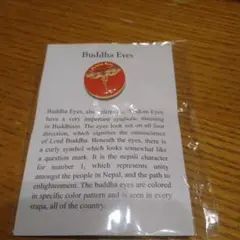 Buddha Eyes
Buddha Eyes, also known as Wisdom Eyes
have a very important symbolic meaning
in Buddhism. The eyes look out on all four
direction, which signifies the omniscience
of Lord Buddha. Beneath the eyes, there is
a curly symbol which looks somewhat like
a question mark. It is the nepali character
for number 1, which represents unity
amongst the people in Nepal, and the path to
enlightenment. The buddha eyes are colored
in specific color pattern and is seen in every
stupa, all of the country.